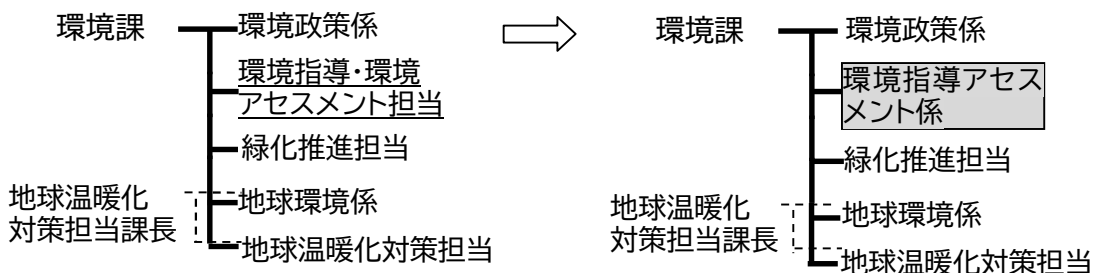 環境課
環境政策係
環境指導・環境
アセスメント担当
緑化推進担当
地球温暖化
対策担当課長
地球環境係
地球温暖化対策担当
環境課
環境政策係
環境指導アセス
メント係
緑化推進担当
地球温暖化
対策担当課長
地球環境係
地球温暖化対策担当